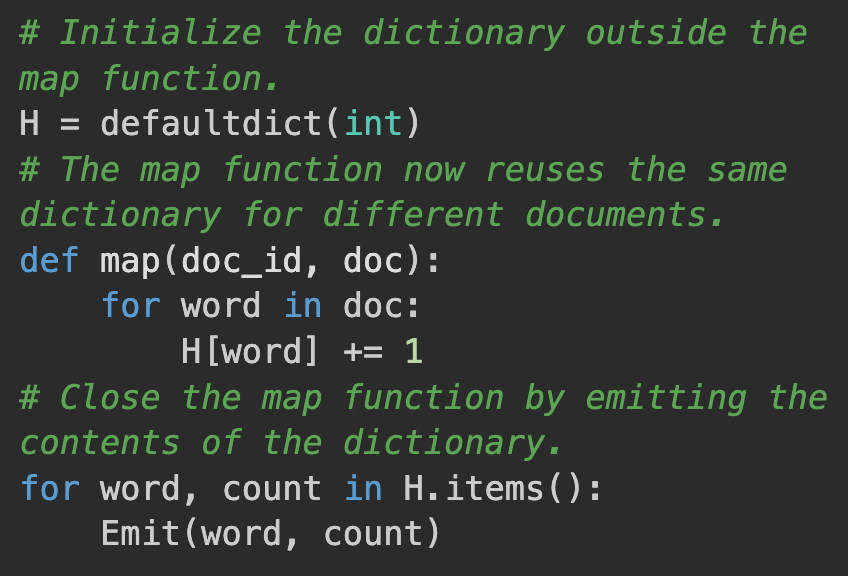 # Initialize the dictionary outside the
map function.
H = defaultdict(int)
# The map function now reuses the same
dictionary for different documents.
def map(doc_id, doc):
    for word in doc:
        H[word] += 1
# Close the map function by emitting the
contents of the dictionary.
for word, count in H.items():
    Emit(word, count)